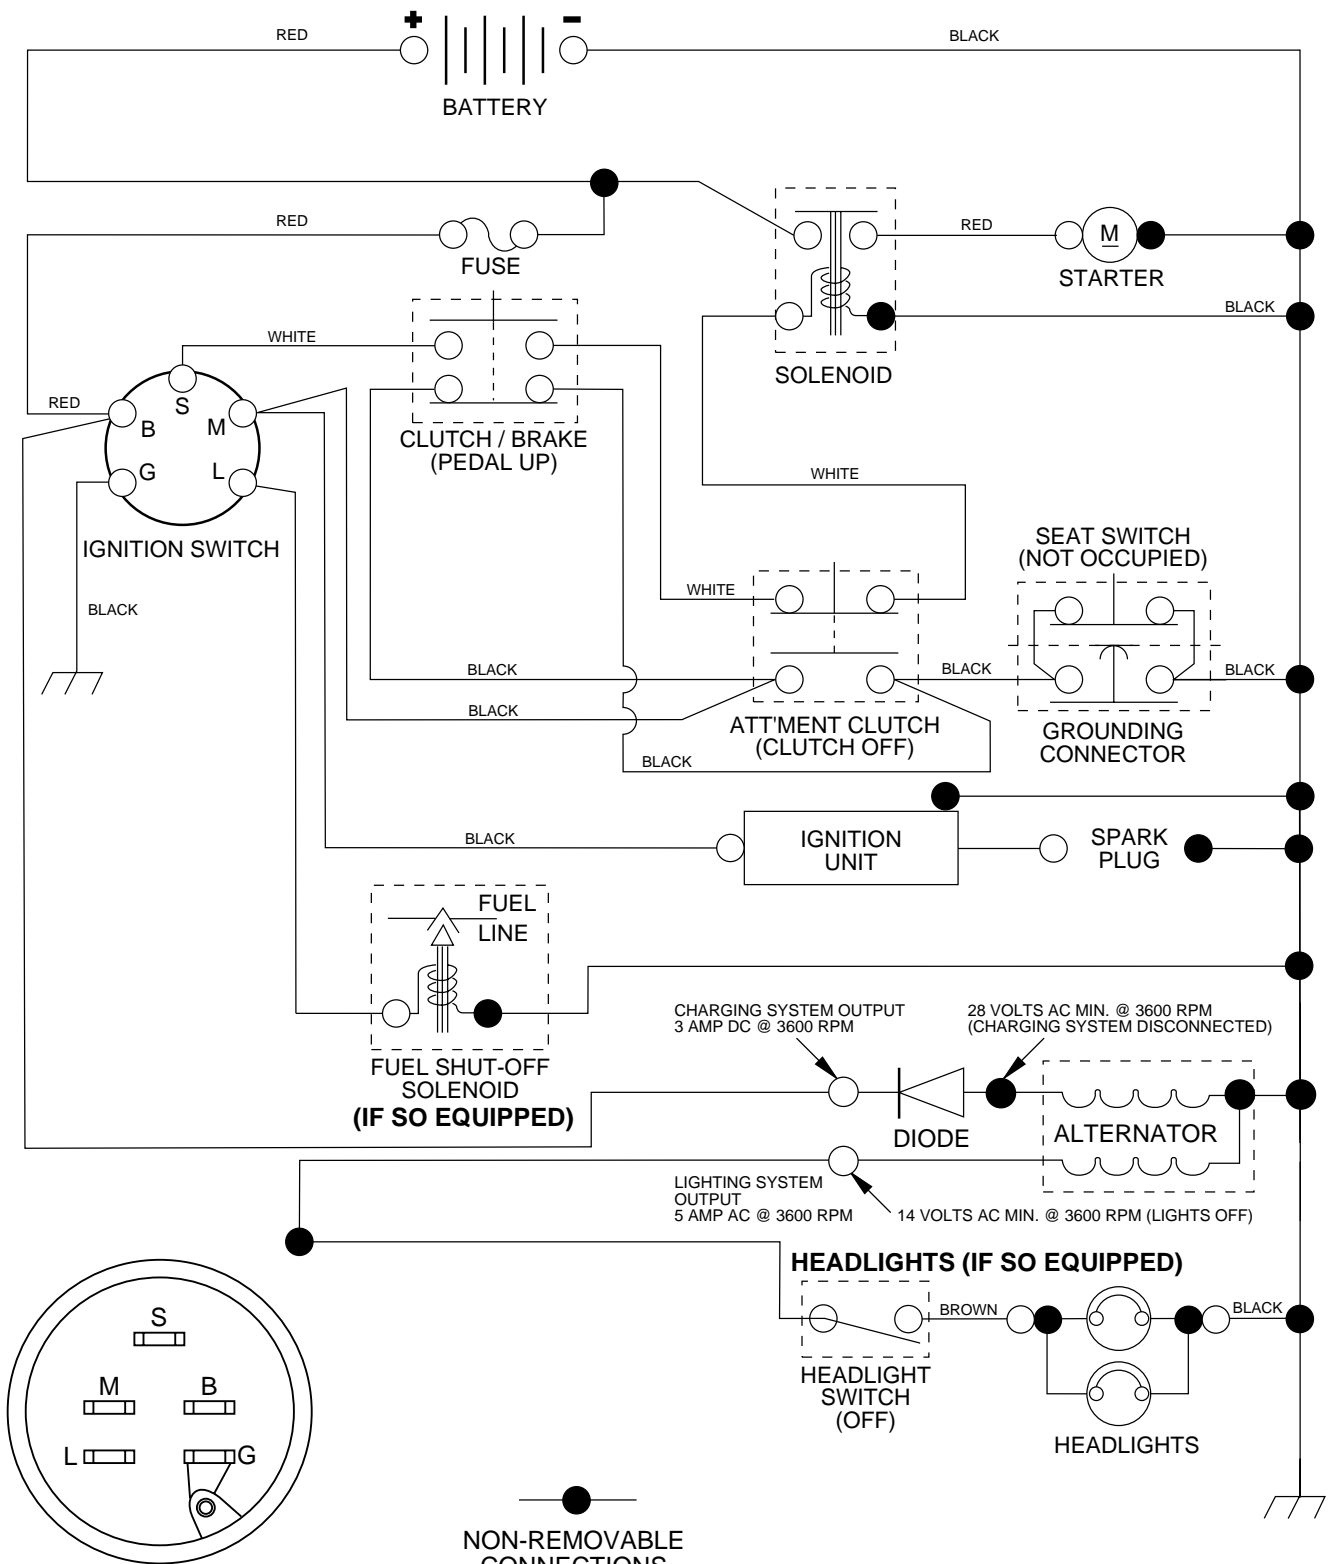 + −
RED
BLACK
BATTERY
RED
FUSE
RED
M
STARTER
BLACK
SOLENOID
WHITE
RED
S
B
M
G
L
IGNITION SWITCH
CLUTCH / BRAKE
(PEDAL UP)
WHITE
SEAT SWITCH
(NOT OCCUPIED)
BLACK
WHITE
BLACK
BLACK
BLACK
BLACK
ATT'MENT CLUTCH
(CLUTCH OFF)
GROUNDING
CONNECTOR
BLACK
BLACK
IGNITION
UNIT
SPARK
PLUG
FUEL
LINE
FUEL SHUT-OFF
SOLENOID
(IF SO EQUIPPED)
CHARGING SYSTEM OUTPUT
3 AMP DC @ 3600 RPM
28 VOLTS AC MIN. @ 3600 RPM
(CHARGING SYSTEM DISCONNECTED)
DIODE
ALTERNATOR
LIGHTING SYSTEM
OUTPUT
5 AMP AC @ 3600 RPM
14 VOLTS AC MIN. @ 3600 RPM (LIGHTS OFF)
HEADLIGHTS (IF SO EQUIPPED)
BROWN
BLACK
HEADLIGHT
SWITCH
(OFF)
HEADLIGHTS
S
M
B
L
G
NON-REMOVABLE
CONNECTIONS